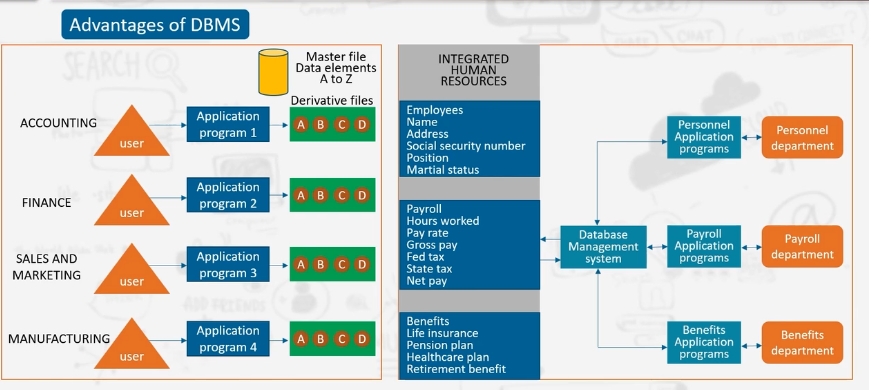 Advantages of DBMS
Master file
Data elements
A to Z
Derivative files
ACCOUNTING
user
Application
program 1
A B C D
FINANCE
user
Application
program 2
A B C D
SALES AND
MARKETING
user
Application
program 3
A B C D
MANUFACTURING
user
Application
program 4
A B C D
INTEGRATED
HUMAN
RESOURCES
Employees
Name
Address
Social security number
Position
Martial status
Payroll
Hours worked
Pay rate
Gross pay
Fed tax
State tax
Net pay
Benefits
Life insurance
Pension plan
Healthcare plan
Retirement benefit
Database
Management
system
Personnel
Application
programs
Personnel
department
Payroll
Application
programs
Payroll
department
Benefits
Application
programs
Benefits
department
SEARCH
CHAT
ADD FRIENDS